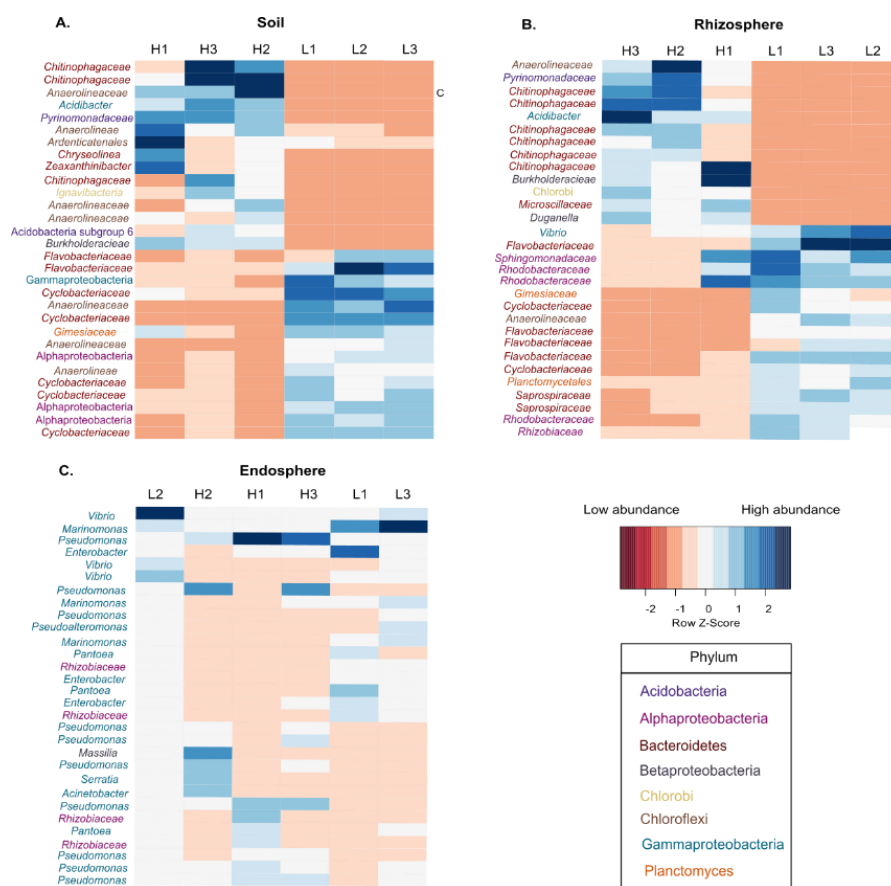 A.
Soil
H1 H3 H2 L1 L2 L3
Chitinophagaceae
Chitinophagaceae
Anaerolineaceae
C
Acidibacter
Pyrinomonadaceae
Anaerolineae
Ardenticatenales
Chryseolinea
Zeaxanthinibacter
Chitinophagaceae
Ignavibacteria
Anaerolineaceae
Anaerolineaceae
Acidobacteria subgroup 6
Burkholderacieae
Flavobacteriaceae
Flavobacteriaceae
Gammaproteobacteria
Cyclobacteriaceae
Anaerolineaceae
Cyclobacteriaceae
Gimesiaceae
Anaerolineaceae
Alphaproteobacteria
Anaerolineae
Cyclobacteriaceae
Cyclobacteriaceae
Alphaproteobacteria
Alphaproteobacteria
Cyclobacteriaceae
B.
Rhizosphere
H3 H2 H1 L1 L3 L2
Anaerolineaceae
Pyrinomonadaceae
Chitinophagaceae
Chitinophagaceae
Acidibacter
Chitinophagaceae
Chitinophagaceae
Chitinophagaceae
Chitinophagaceae
Burkholderacieae
Chlorobi
Microscillaceae
Duganella
Vibrio
Flavobacteriaceae
Sphingomonadaceae
Rhodobacteraceae
Rhodobacteraceae
Gimesiaceae
Cyclobacteriaceae
Anaerolineaceae
Flavobacteriaceae
Flavobacteriaceae
Flavobacteriaceae
Cyclobacteriaceae
Planctomycetales
Saprospiraceae
Saprospiraceae
Rhodobacteraceae
Rhizobiaceae
C.
Endosphere
L2 H2 H1 H3 L1 L3
Vibrio
Marinomonas
Pseudomonas
Enterobacter
Vibrio
Vibrio
Pseudomonas
Marinomonas
Pseudomonas
Pseudoalteromonas
Marinomonas
Pantoea
Rhizobiaceae
Enterobacter
Pantoea
Enterobacter
Rhizobiaceae
Pseudomonas
Pseudomonas
Massilia
Pseudomonas
Serratia
Acinetobacter
Pseudomonas
Rhizobiaceae
Pantoea
Rhizobiaceae
Pseudomonas
Pseudomonas
Pseudomonas
Low abundance High abundance
-2 -1 0 1 2
Row Z-Score
Phylum
Acidobacteria
Alphaproteobacteria
Bacteroidetes
Betaproteobacteria
Chlorobi
Chloroflexi
Gammaproteobacteria
Planctomyces